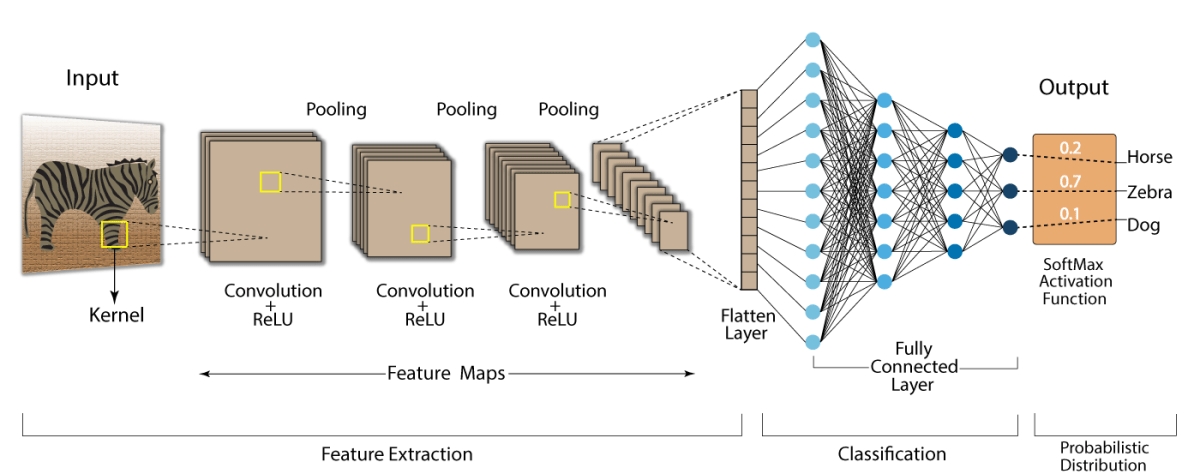 Input
Kernel
Pooling
Pooling
Pooling
Convolution
+
ReLU
Convolution
+
ReLU
Convolution
+
ReLU
Feature Maps
Flatten
Layer
Fully
Connected
Layer
Output
0.2
Horse
0.7
Zebra
0.1
Dog
SoftMax
Activation
Function
Feature Extraction
Classification
Probabilistic
Distribution